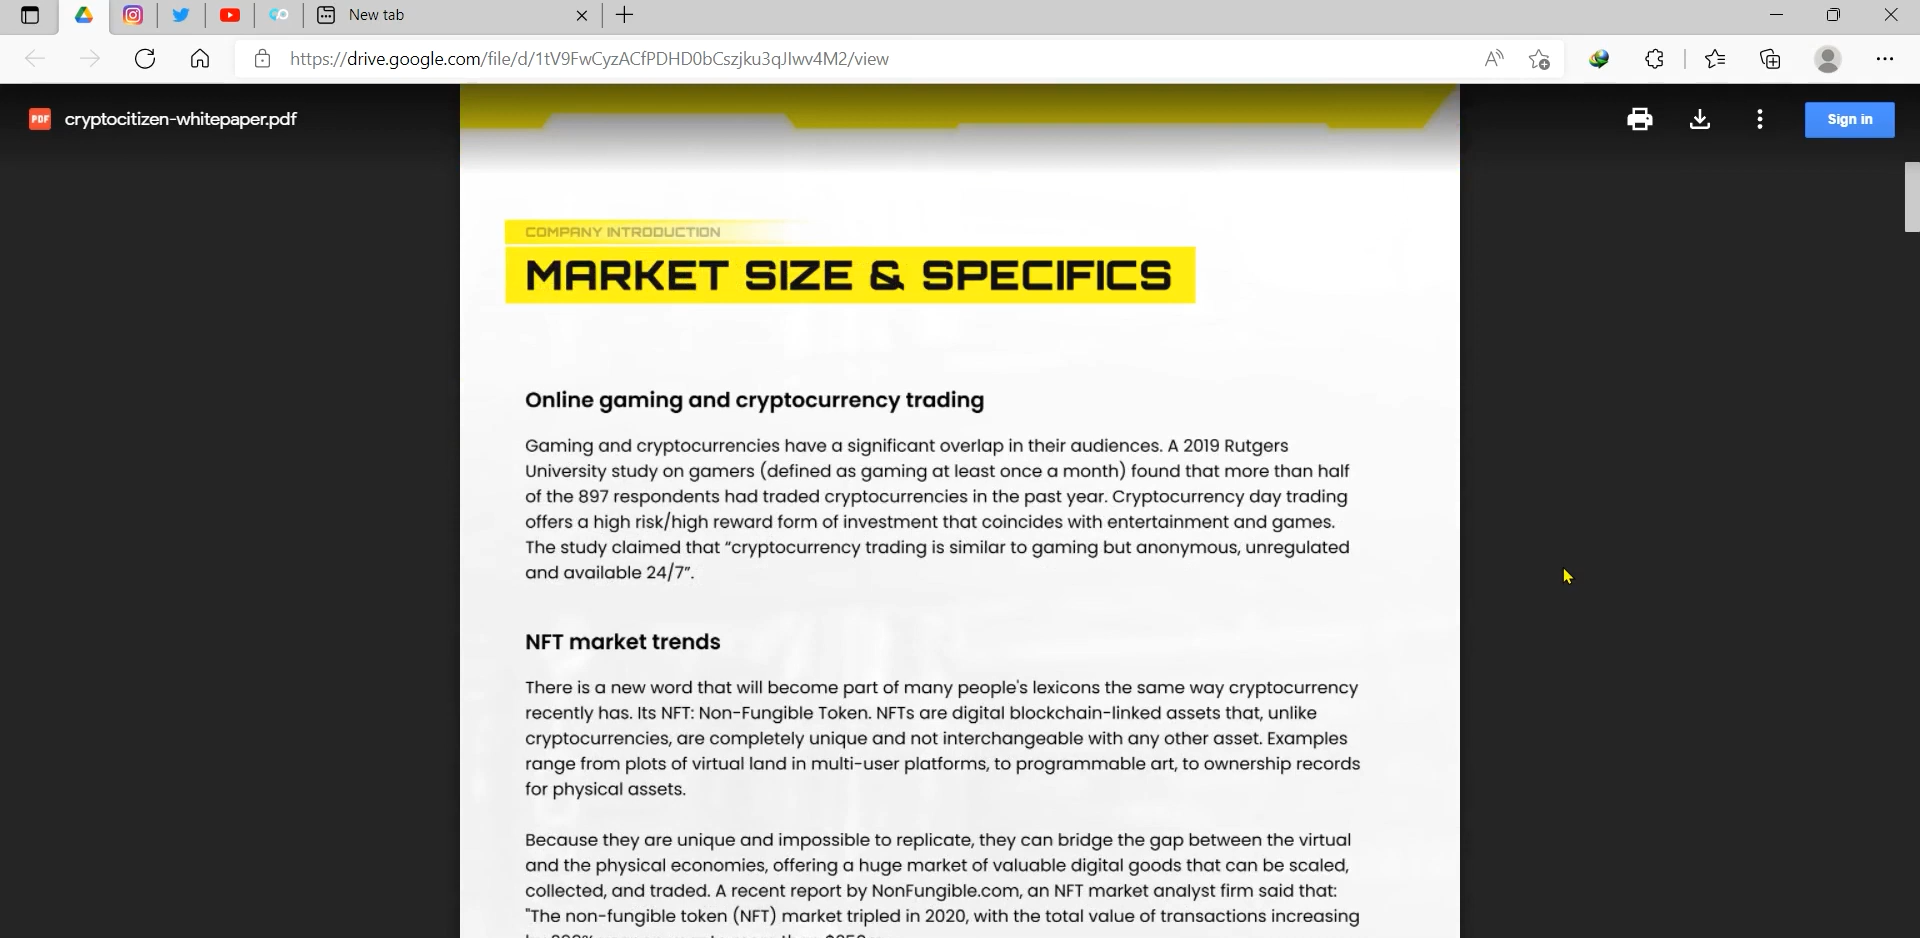 New tab
https://drive.google.com/file/d/1tV9FwCyzACfPDHD0bCszjku3qJlwv4M2/view
PDF
cryptocitizen-whitepaper.pdf
Sign in
COMPANY INTRODUCTION
MARKET SIZE & SPECIFICS
Online gaming and cryptocurrency trading
Gaming and cryptocurrencies have a significant overlap in their audiences. A 2019 Rutgers
University study on gamers (defined as gaming at least once a month) found that more than half
of the 897 respondents had traded cryptocurrencies in the past year. Cryptocurrency day trading
offers a high risk/high reward form of investment that coincides with entertainment and games.
The study claimed that “cryptocurrency trading is similar to gaming but anonymous, unregulated
and available 24/7”.
NFT market trends
There is a new word that will become part of many people's lexicons the same way cryptocurrency
recently has. Its NFT: Non-Fungible Token. NFTs are digital blockchain-linked assets that, unlike
cryptocurrencies, are completely unique and not interchangeable with any other asset. Examples
range from plots of virtual land in multi-user platforms, to programmable art, to ownership records
for physical assets.
Because they are unique and impossible to replicate, they can bridge the gap between the virtual
and the physical economies, offering a huge market of valuable digital goods that can be scaled,
collected, and traded. A recent report by NonFungible.com, an NFT market analyst firm said that:
"The non-fungible token (NFT) market tripled in 2020, with the total value of transactions increasing